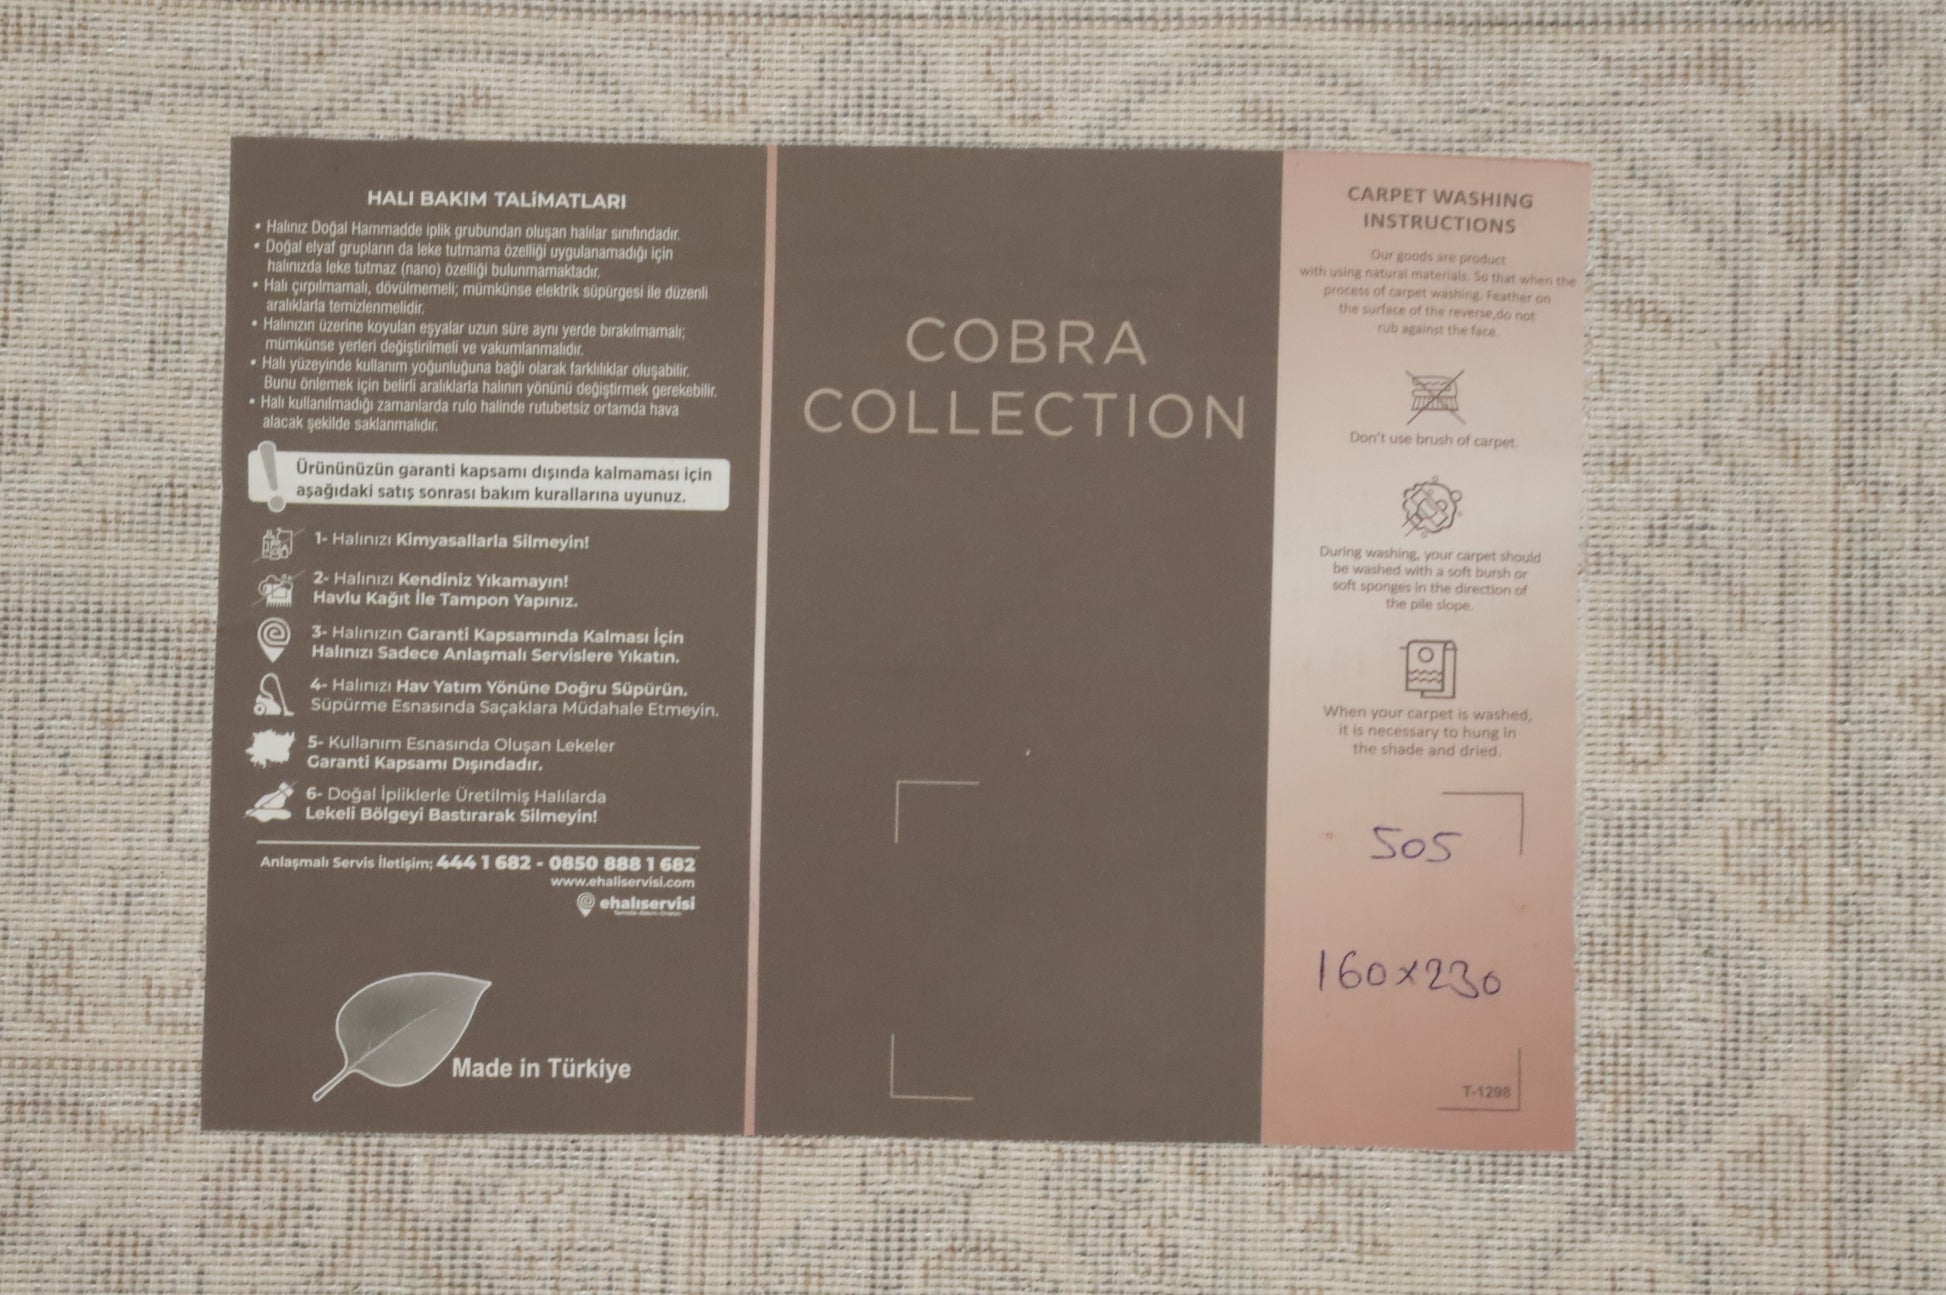 HALI BAKIM TALİMATLARI
• Halınız Doğal Hammadde iplik grubundan oluşan halılar sınıfındadır.
• Doğal elyaf grupların da leke tutmama özelliği uygulanamadığı için
halınızda leke tutmaz (nano) özelliği bulunmamaktadır.
• Halı çırpılmamalı, dövülmemeli; mümkünse elektrik süpürgesi ile düzenli
aralıklarla temizlenmelidir.
• Halınızın üzerine koyulan eşyalar uzun süre aynı yerde bırakılmamalı;
mümkünse yerleri değiştirilmeli ve vakumlanmalıdır.
• Halı yüzeyinde kullanım yoğunluğuna bağlı olarak farklılıklar oluşabilir.
Bunu önlemek için belirli aralıklarla halının yönünü değiştirmek gerekebilir.
• Halı kullanılmadığı zamanlarda rulo halinde rutubetsiz ortamda hava
alacak şekilde saklanmalıdır.
Ürününüzün garanti kapsamı dışında kalmaması için
aşağıdaki satış sonrası bakım kurallarına uyunuz.
1- Halınızı Kimyasallarla Silmeyin!
2- Halınızı Kendiniz Yıkamayın!
Havlu Kağıt İle Tampon Yapınız.
3- Halınızın Garanti Kapsamında Kalması İçin
Halınızı Sadece Anlaşmalı Servislere Yıkatın.
4- Halınızı Hav Yatım Yönüne Doğru Süpürün.
Süpürme Esnasında Saçaklara Müdahale Etmeyin.
5- Kullanım Esnasında Oluşan Lekeler
Garanti Kapsamı Dışındadır.
6- Doğal İpliklerle Üretilmiş Halılarda
Lekeli Bölgeyi Bastırarak Silmeyin!
Anlaşmalı Servis İletişim; 444 1 682 - 0850 888 1 682
www.ehaliservisi.com
ehalıservisi
Made in Türkiye
COBRA
COLLECTION
CARPET WASHING
INSTRUCTIONS
Our goods are product
with using natural materials. So that when the
process of carpet washing. Feather on
the surface of the reverse,do not
rub against the face.
Don't use brush of carpet.
During washing, your carpet should
be washed with a soft bursh or
soft sponges in the direction of
the pile slope.
When your carpet is washed,
it is necessary to hung in
the shade and dried.
505
160x230
T-1298